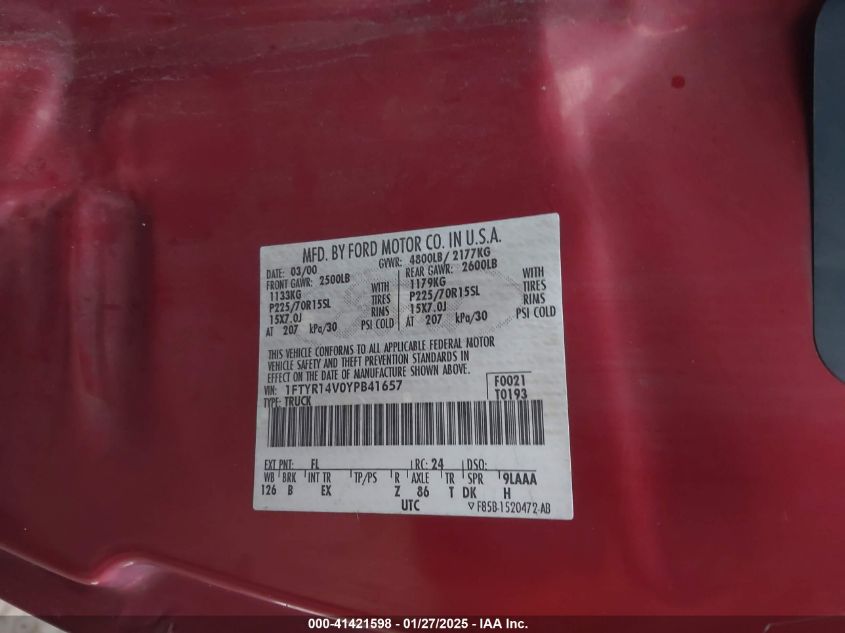 MFD. BY FORD MOTOR CO. IN U.S.A.
DATE: 03/00 GVWR: 4800LB/ 2177KG
FRONT GAWR: 2500LB REAR GAWR: 2600LB
1133KG WITH 1179KG WITH
P225/70R15SL TIRES P225/70R15SL TIRES
15X7.0J RIMS 15X7.0J RIMS
AT 207 kPa/30 PSI COLD AT 207 kPa/30 PSI COLD
THIS VEHICLE CONFORMS TO ALL APPLICABLE FEDERAL MOTOR
VEHICLE SAFETY AND THEFT PREVENTION STANDARDS IN
EFFECT ON THE DATE OF MANUFACTURE SHOWN ABOVE.
VIN: 1FTYR14V0YPB41657 F0021
TYPE: TRUCK T0193
EXT PNT: FL RC: 24 DSO:
WB BRK INT TR TP/PS R AXLE TR SPR 9LAAA
126 B EX Z 86 T DK H
UTC F85B-1520472-AB
000-41421598 - 01/27/2025 - © IAA Inc.